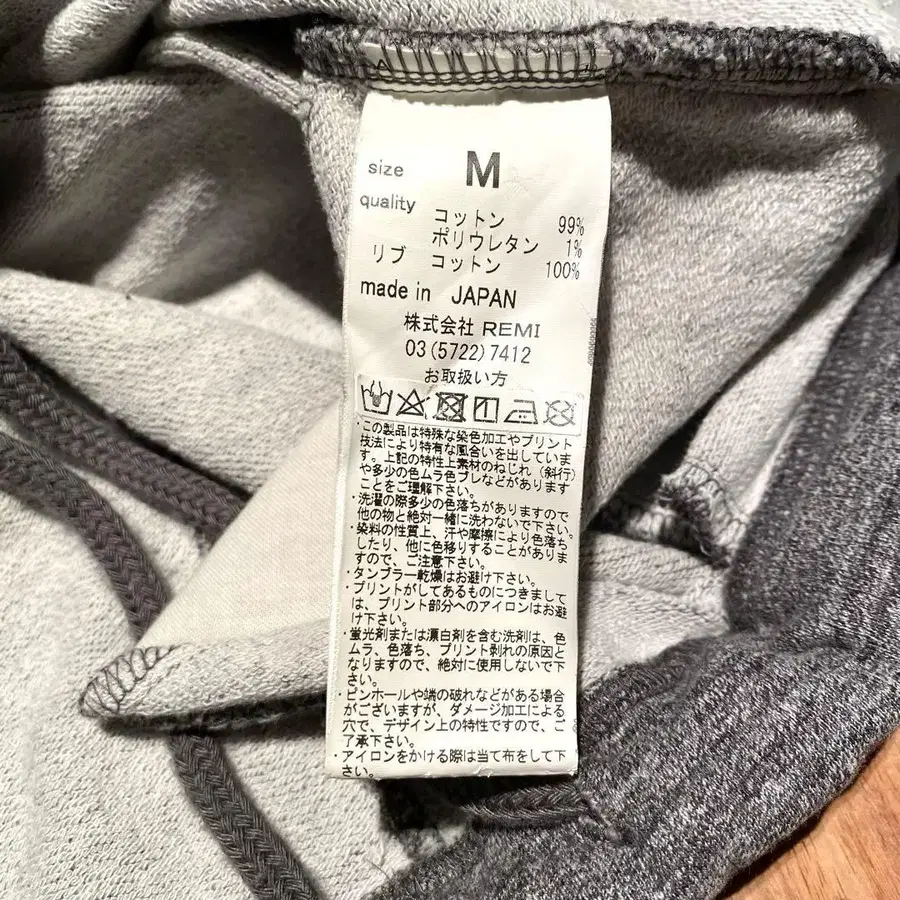 size M
quality コットン 99%
ポリウレタン 1%
リブ コットン 100%
made in JAPAN
株式会社 REMI
03(5722)7412
お取扱い方
・この製品は特殊な染色加工やプリント
技法により特有な風合いを出していま
す。上記の特性上素材のねじれ（斜行）
や多少の色ムラ色ブレなどがあります
ことをご理解下さい。
・洗濯の際多少の色落ちがありますので
他の物と絶対一緒に洗わないで下さい。
・染料の性質上、汗や摩擦により色落ち
したり、他に色移りすることがありま
すので、ご注意下さい。
・タンブラー乾燥はお避け下さい。
・プリントがしてあるものにつきまして
は、プリント部分へのアイロンはお避
け下さい。
・蛍光剤または漂白剤を含む洗剤は、色
ムラ、色落ち、プリント剥れの原因と
なりますので、絶対に使用しないで下
さい。
・ピンホールや端の破れなどがある場合
がございますが、ダメージ加工による
穴で、デザイン上の特性ですので、ご
了承下さい。
・アイロンをかける際は当て布をして下
さい。